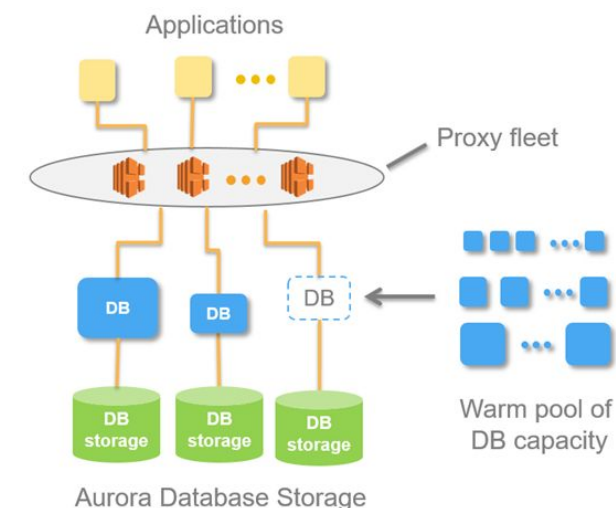 Applications
Proxy fleet
DB
DB
DB
DB
storage
DB
storage
DB
storage
Warm pool of
DB capacity
Aurora Database Storage